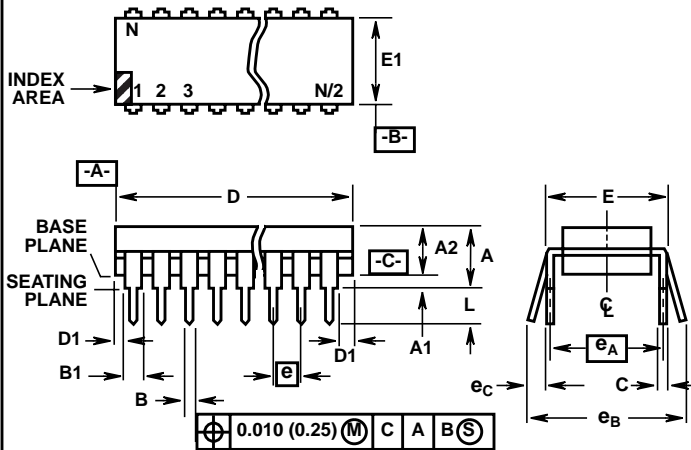 N
E1
INDEX
AREA
1 2 3 N/2
-B-
-A-
D
E
BASE
PLANE
A2
A
-C-
SEATING
PLANE
L
C
L
D1
A1
D1
e
eA
B1
eC
C
B
eB
0.010 (0.25) M C A B S